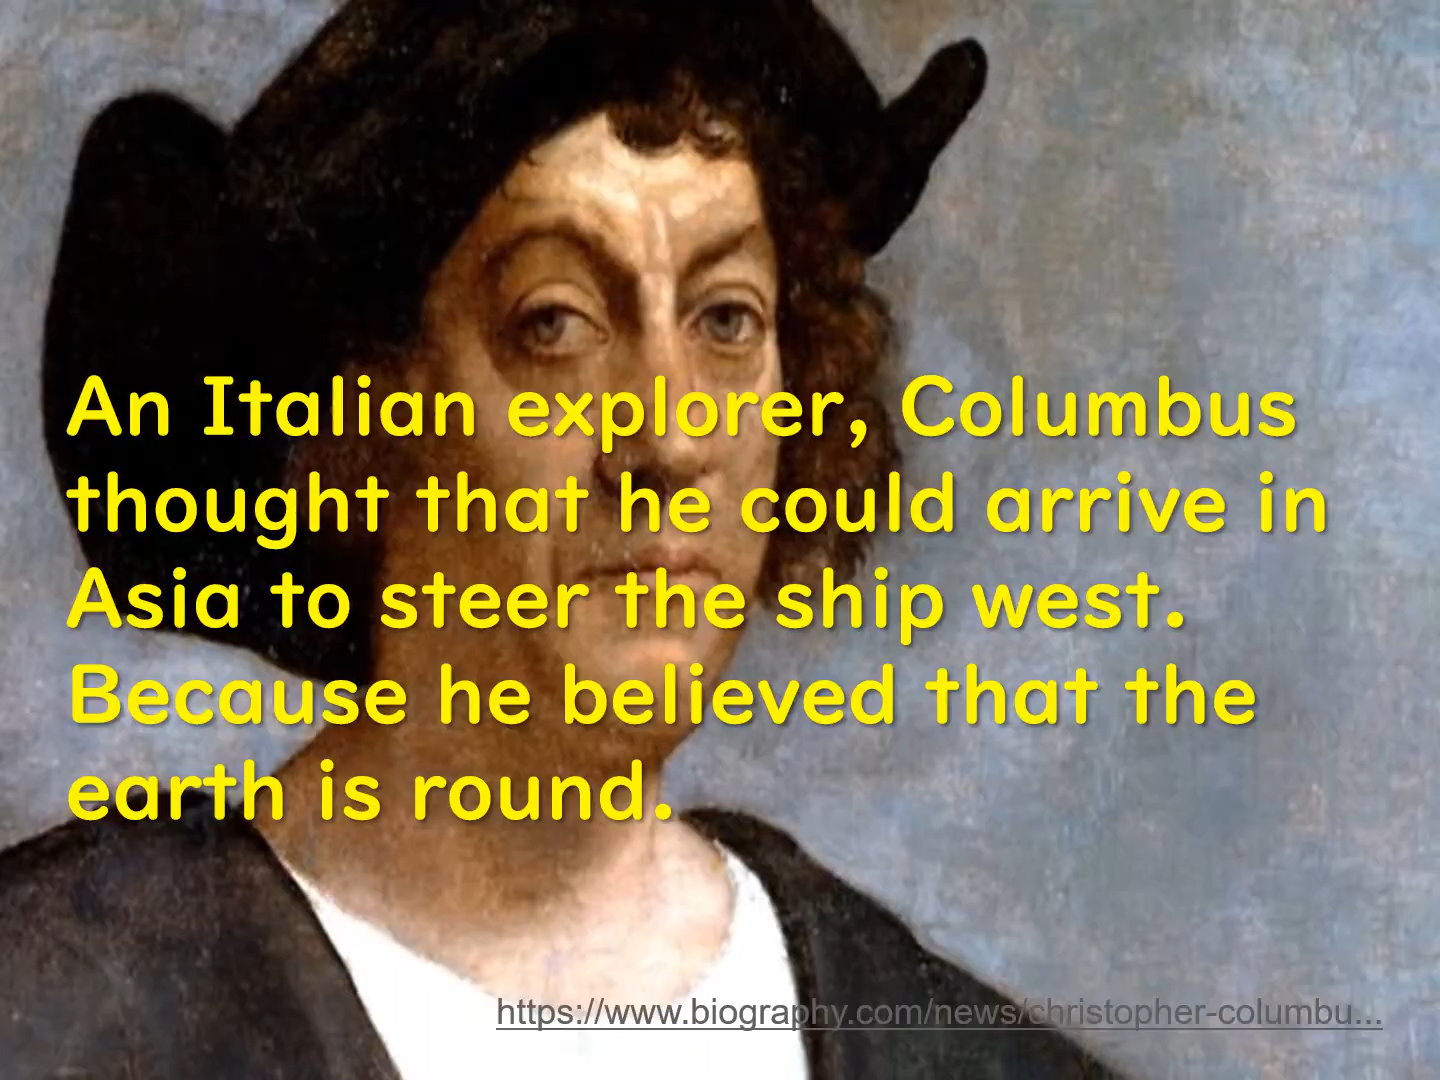 An Italian explorer, Columbus
thought that he could arrive in
Asia to steer the ship west.
Because he believed that the
earth is round.
https://www.biography.com/news/christopher-columbu...